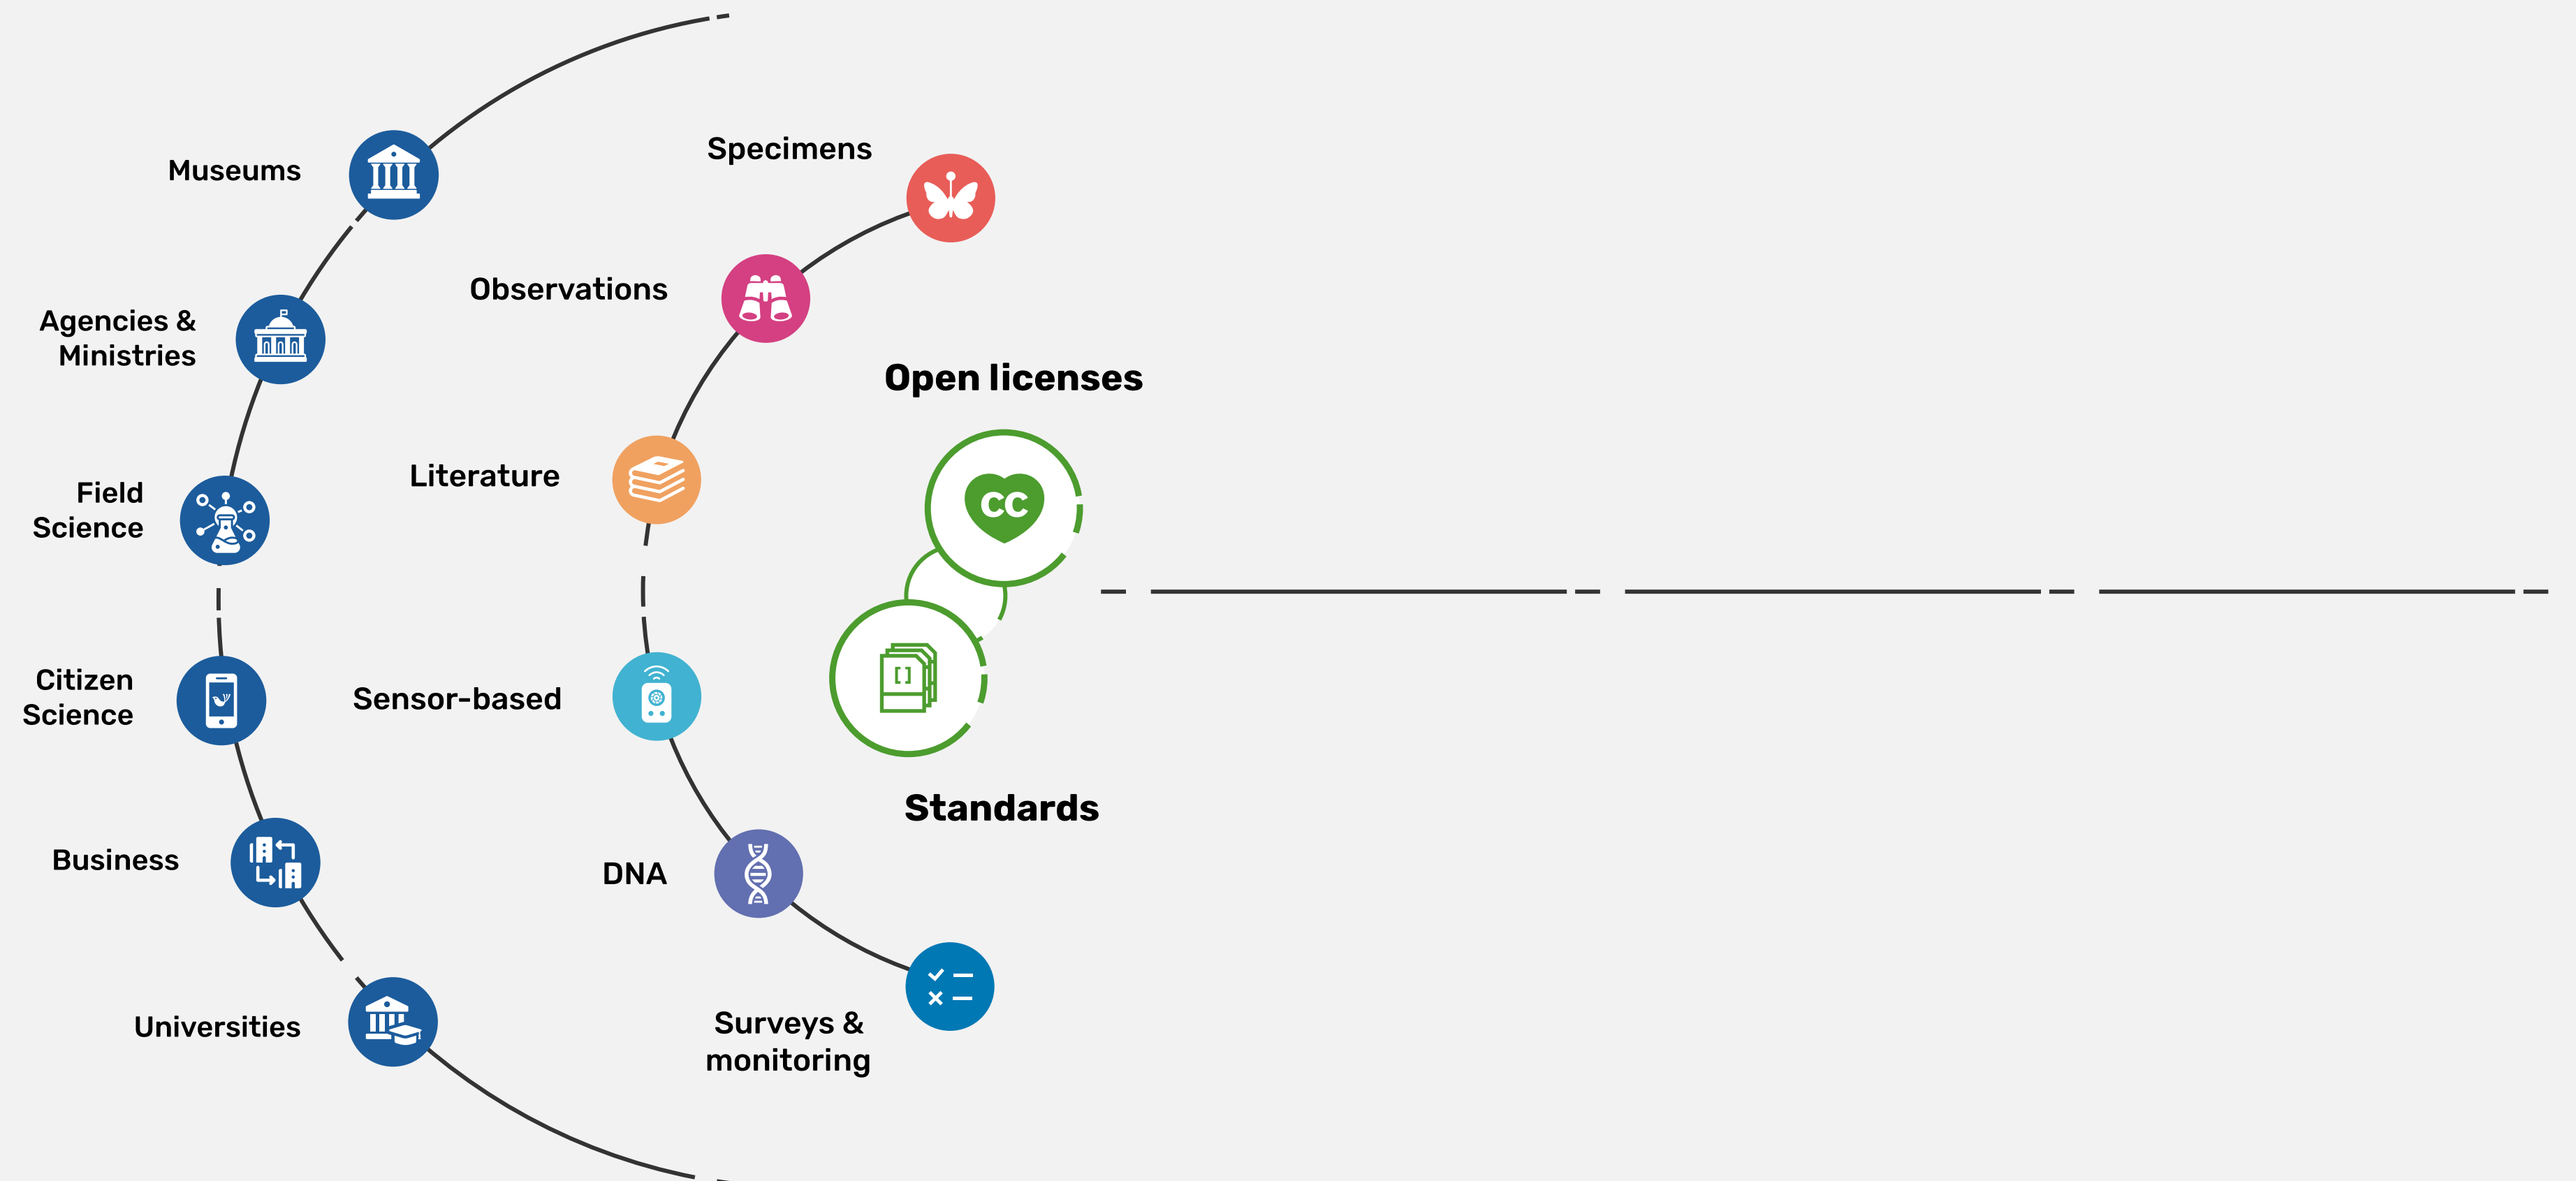 Museums
Agencies &
Ministries
Field
Science
Citizen
Science
Business
Universities
Specimens
Observations
Literature
Sensor-based
DNA
Surveys &
monitoring
Open licenses
CC
[ ]
Standards